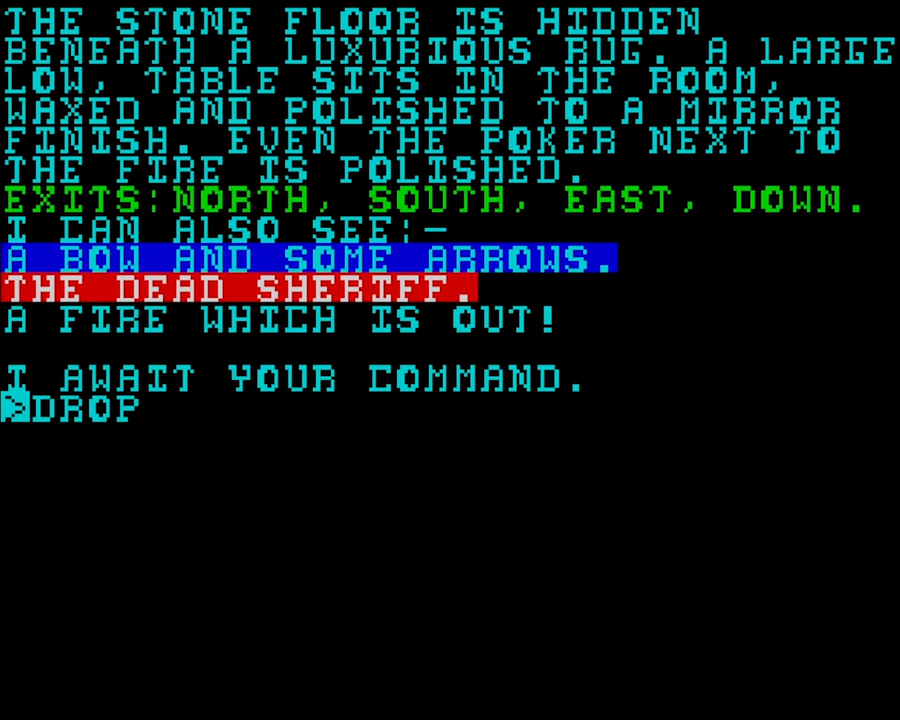 THE STONE FLOOR IS HIDDEN
BENEATH A LUXURIOUS RUG. A LARGE
LOW, TABLE SITS IN THE ROOM,
WAXED AND POLISHED TO A MIRROR
FINISH. EVEN THE POKER NEXT TO
THE FIRE IS POLISHED.
EXITS:NORTH, SOUTH, EAST, DOWN.
I CAN ALSO SEE:-
A BOW AND SOME ARROWS.
THE DEAD SHERIFF.
A FIRE WHICH IS OUT!
I AWAIT YOUR COMMAND.
>DROP